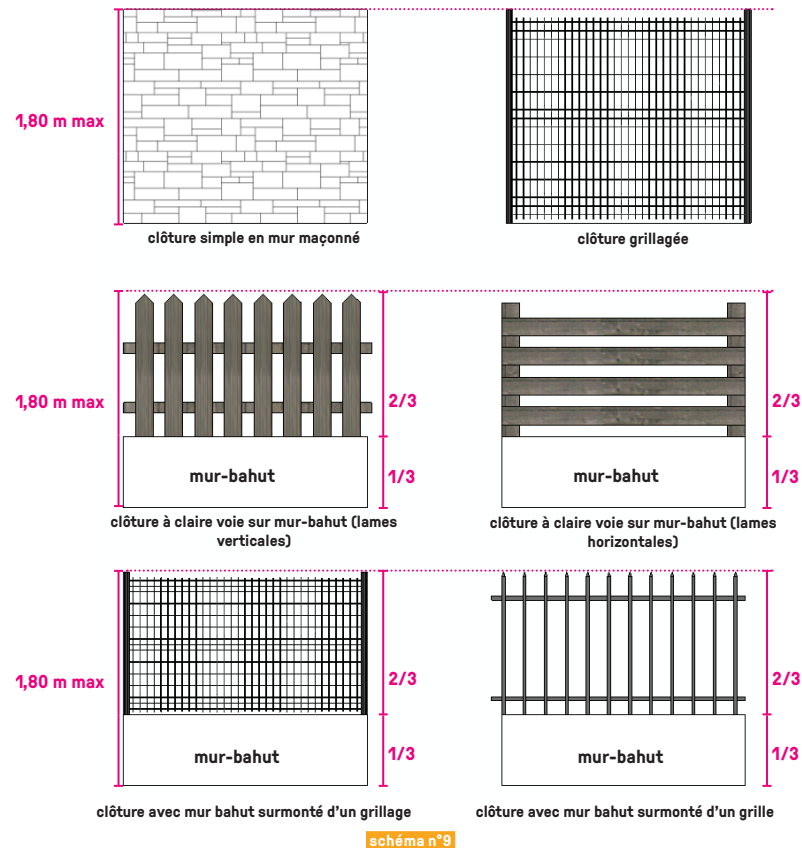 1,80 m max
clôture simple en mur maçonné
clôture grillagée
1,80 m max
2/3
2/3
mur-bahut
1/3
mur-bahut
1/3
clôture à claire voie sur mur-bahut (lames
verticales)
clôture à claire voie sur mur-bahut (lames
horizontales)
1,80 m max
2/3
2/3
mur-bahut
1/3
mur-bahut
1/3
clôture avec mur bahut surmonté d'un grillage
clôture avec mur bahut surmonté d'un grille
schéma n°9